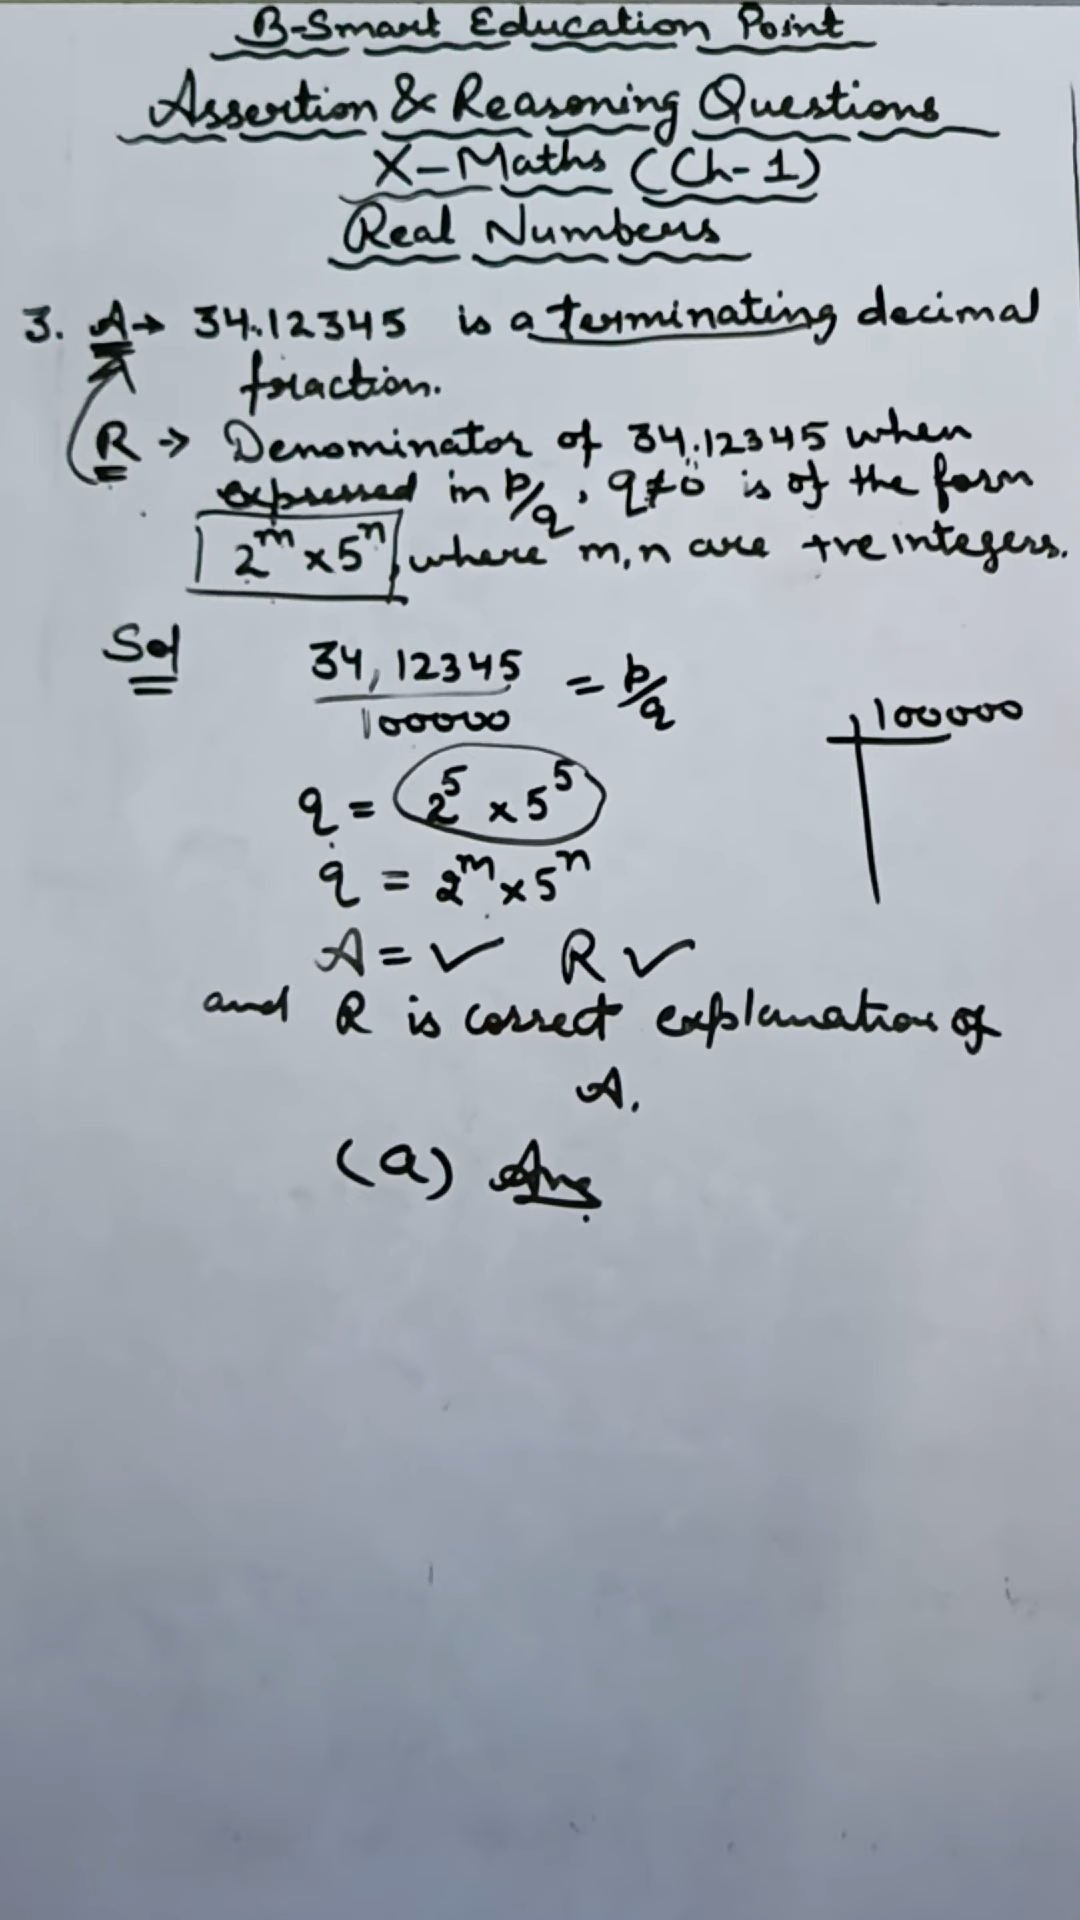 B-Smart Education Point
Assertion & Reasoning Questions
X-Maths (Ch-1)
Real Numbers
3. A→ 34.12345 is a terminating decimal
fraction.
R → Denominator of 34.12345 when
expressed in p/q, q≠0 is of the form
2^m × 5^n, where m, n are +ve integers.
Sol
34,12345 / 100000 = p/q
100000
q = 2^5 × 5^5
q = 2^m × 5^n
A = ✓ R ✓
and R is correct explanation of
A.
(a) Ans